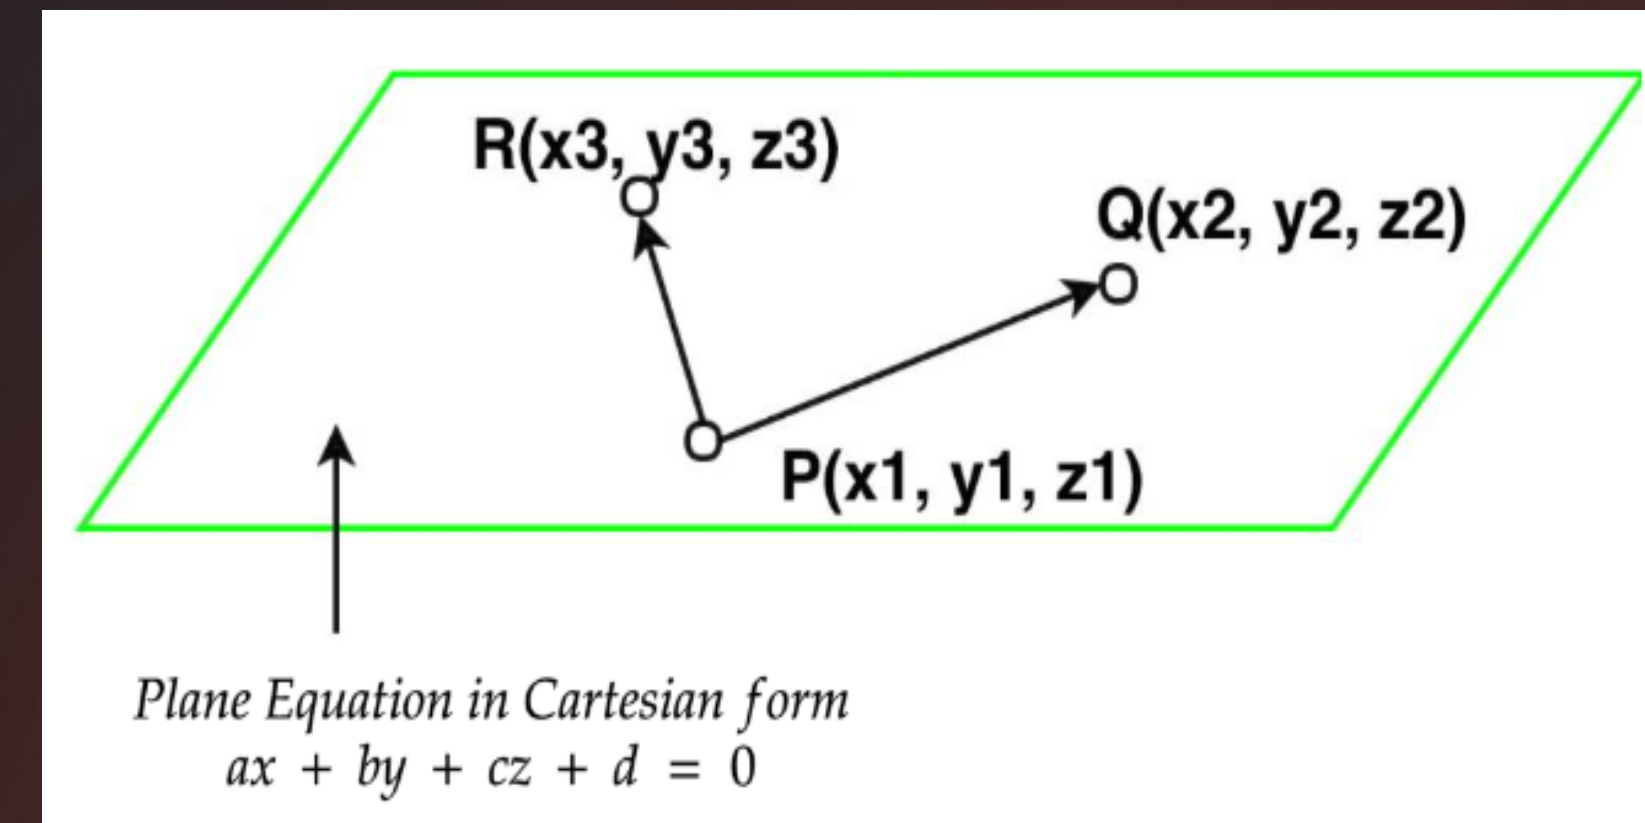 R(x3, y3, z3)
Q(x2, y2, z2)
P(x1, y1, z1)
Plane Equation in Cartesian form
ax + by + cz + d = 0